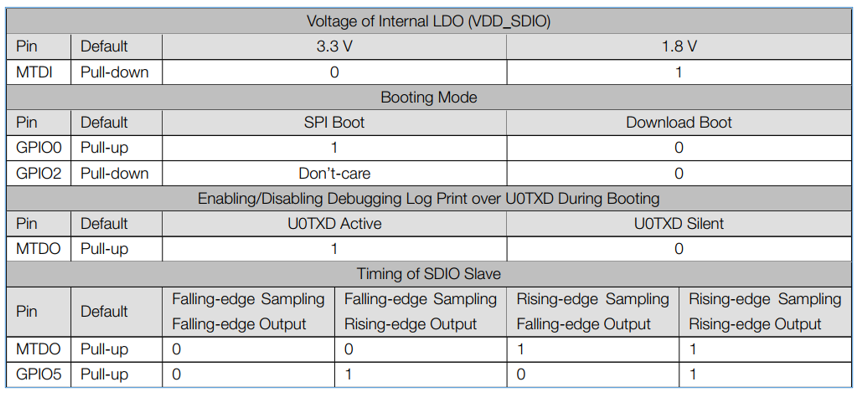 Voltage of Internal LDO (VDD_SDIO)
Pin Default 3.3 V 1.8 V
MTDI Pull-down 0 1
Booting Mode
Pin Default SPI Boot Download Boot
GPIO0 Pull-up 1 0
GPIO2 Pull-down Don't-care 0
Enabling/Disabling Debugging Log Print over U0TXD During Booting
Pin Default U0TXD Active U0TXD Silent
MTDO Pull-up 1 0
Timing of SDIO Slave
Pin Default Falling-edge Sampling Falling-edge Sampling Rising-edge Sampling Rising-edge Sampling
Falling-edge Output Rising-edge Output Falling-edge Output Rising-edge Output
MTDO Pull-up 0 0 1 1
GPIO5 Pull-up 0 1 0 1